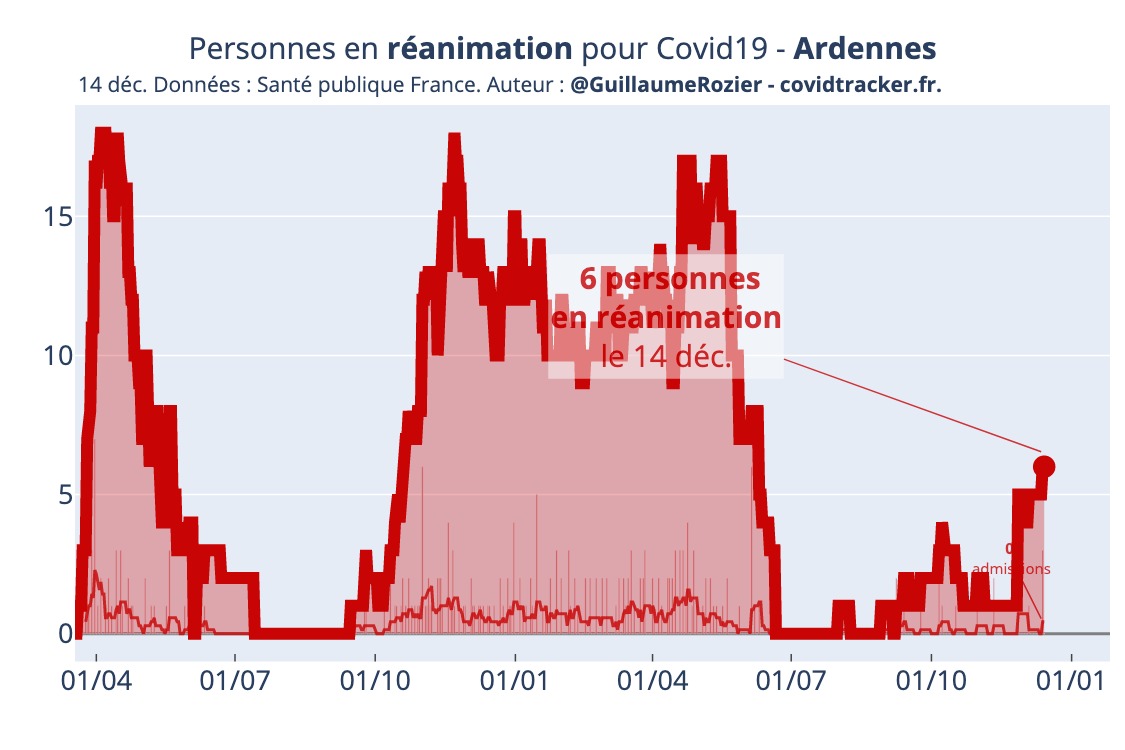 Personnes en réanimation pour Covid19 - Ardennes
14 déc. Données : Santé publique France. Auteur : @GuillaumeRozier - covidtracker.fr.
15
10
5
0
6 personnes
en réanimation
le 14 déc.
0
admissions
01/04
01/07
01/10
01/01
01/04
01/07
01/10
01/01